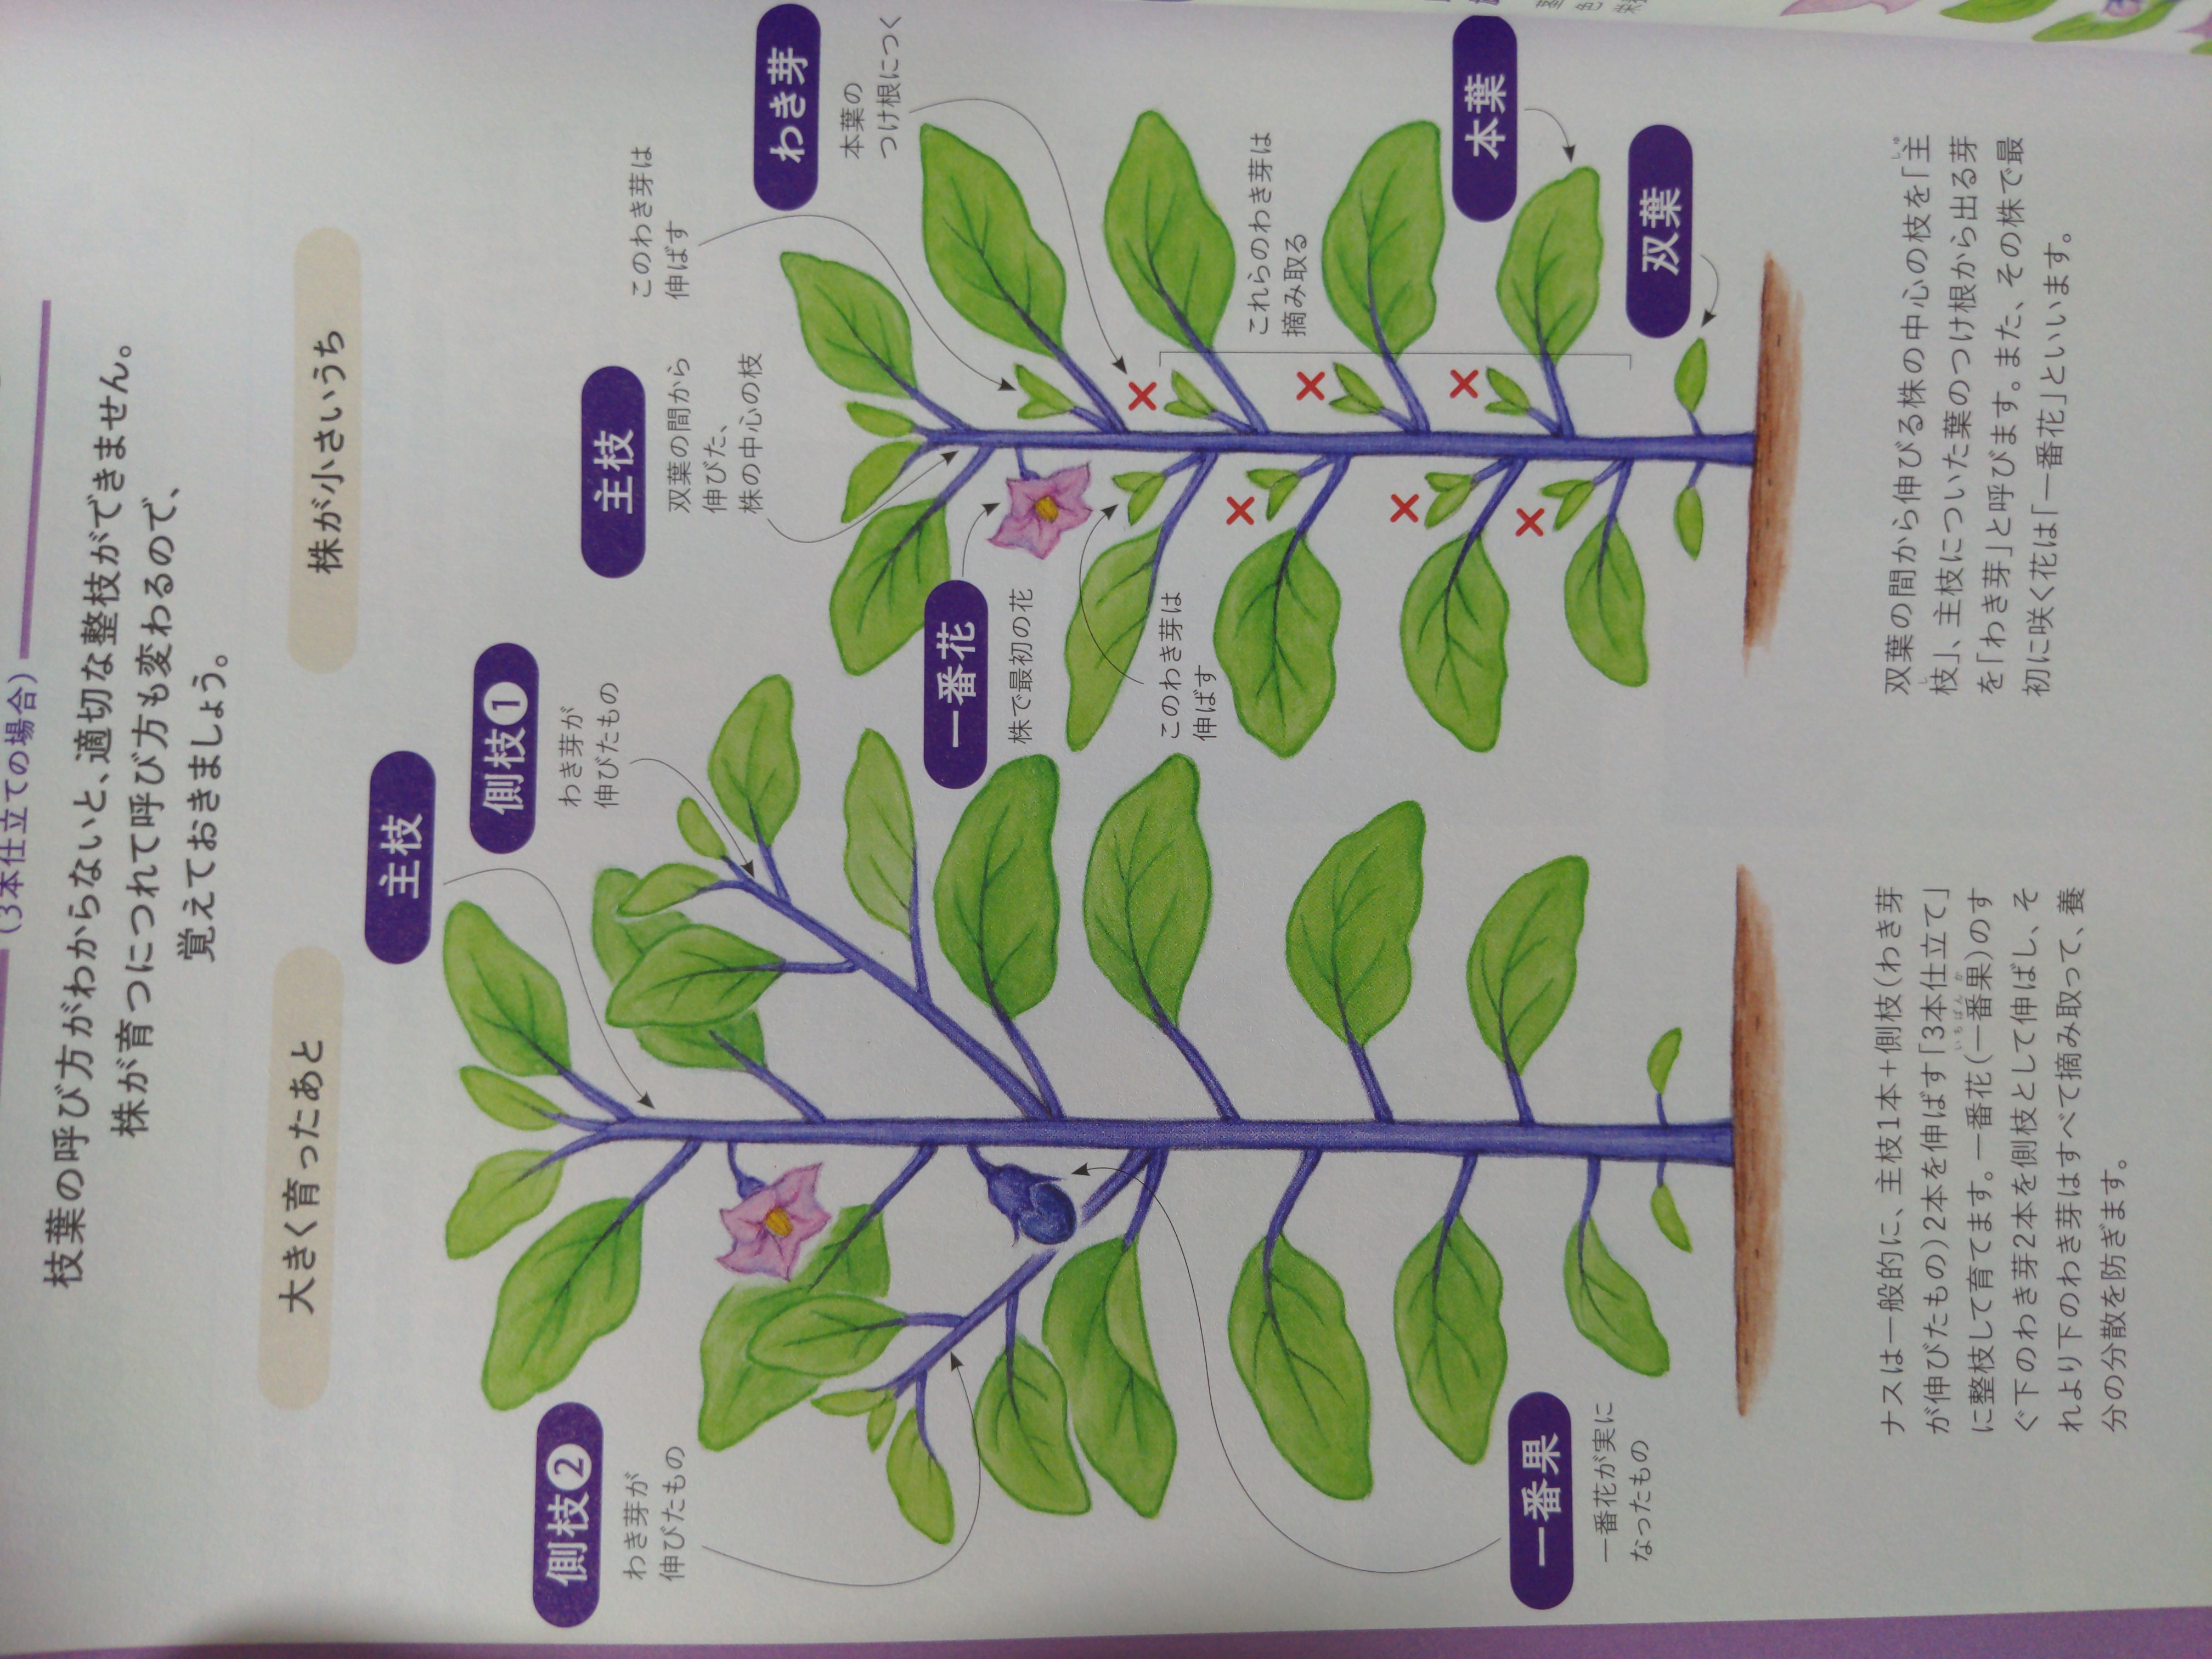 （3本仕立ての場合）
枝葉の呼び方がわからないと、適切な整枝ができません。
株が育つにつれて呼び方も変わるので、
覚えておきましょう。
大きく育ったあと
主枝
側枝❶
わき芽が
伸びたもの
側枝❷
わき芽が
伸びたもの
一番果
一番花が実に
なったもの
株が小さいうち
主枝
双葉の間から
伸びた、
株の中心の枝
このわき芽は
伸ばす
わき芽
本葉の
つけ根につく
一番花
株で最初の花
このわき芽は
伸ばす
これらのわき芽は
摘み取る
本葉
双葉
ナスは一般的に、主枝1本＋側枝（わき芽
が伸びたもの）2本を伸ばす「3本仕立て」
いちばん か
に整枝して育てます。一番花（一番果）のす
ぐ下のわき芽2本を側枝として伸ばし、そ
れより下のわき芽はすべて摘み取って、養
分の分散を防ぎます。
しゅ
双葉の間から伸びる株の中心の枝を「主
し
枝」、主枝についた葉のつけ根から出る芽
を「わき芽」と呼びます。また、その株で最
初に咲く花は「一番花」といいます。